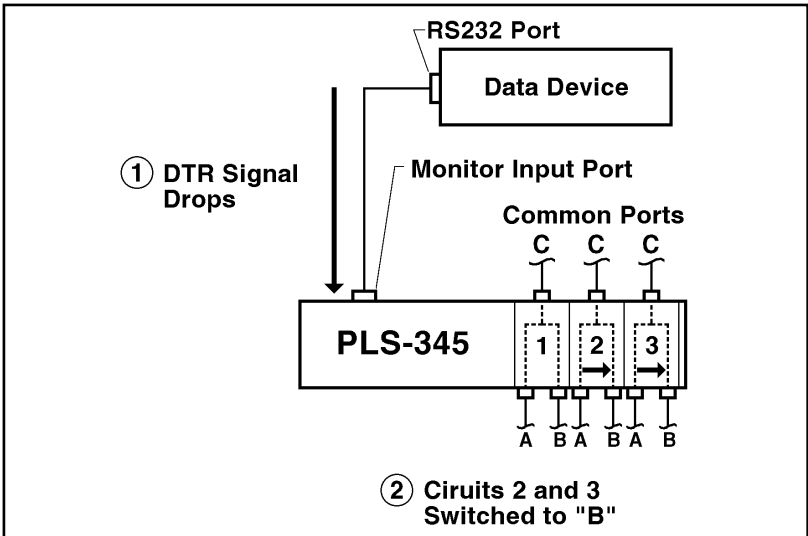 RS232 Port
Data Device
① DTR Signal
Drops
Monitor Input Port
Common Ports
C C C
PLS-345 1 2 3
A B A B A B
② Ciruits 2 and 3
Switched to "B"